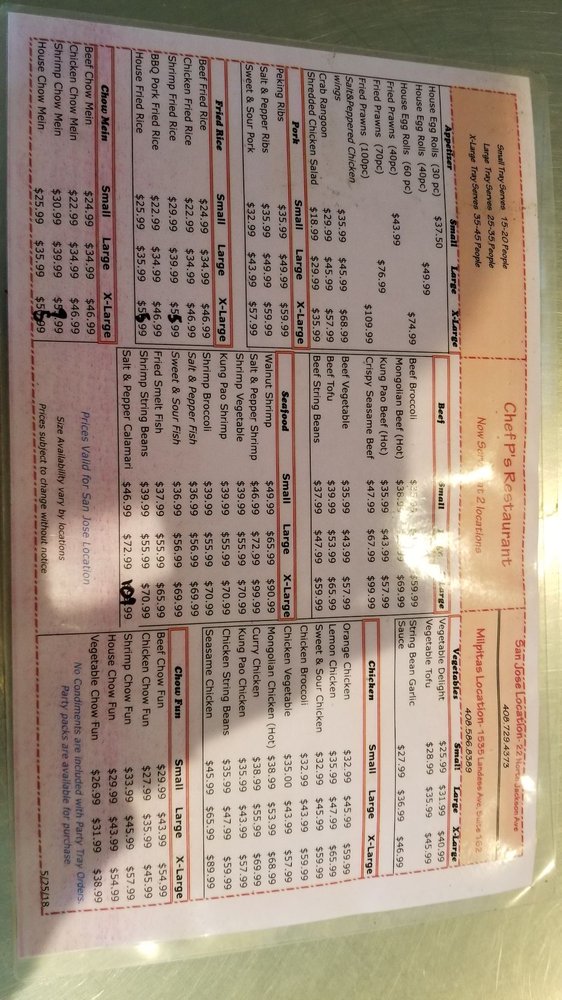 Chef P's Restaurant
Now Serving at 2 locations
Small Tray Serves 15-20 People
Large Tray Serves 25-35 People
X-Large Tray Serves 35-45 People
San Jose Location- 22 North Jackson Ave
408.729.4373
Milpitas Location- 1535 Landess Ave, Suite 162
408.586.8389
Appetizer Small Large X-Large
House Egg Rolls (30 pc) $37.50
House Egg Rolls (40pc) $49.99
House Egg Rolls (60 pc) $74.99
Fried Prawns (40pc) $43.99
Fried Prawns (70pc) $76.99
Fried Prawns (100pc) $109.99
Salt&Peppered Chicken
wings $35.99 $45.99 $68.99
Crab Rangoon $29.99 $45.99 $57.99
Shredded Chicken Salad $18.99 $29.99 $35.99
Pork Small Large X-Large
Peking Ribs $35.99 $49.99 $59.99
Salt & Pepper Ribs $35.99 $49.99 $59.99
Sweet & Sour Pork $32.99 $43.99 $57.99
Fried Rice Small Large X-Large
Beef Fried Rice $24.99 $34.99 $46.99
Chicken Fried Rice $22.99 $34.99 $46.99
Shrimp Fried Rice $29.99 $39.99 $55.99
BBQ Pork Fried Rice $22.99 $34.99 $46.99
House Fried Rice $25.99 $35.99
Chow Mein Small Large X-Large
Beef Chow Mein $24.99 $34.99 $46.99
Chicken Chow Mein $22.99 $34.99 $46.99
Shrimp Chow Mein $30.99 $39.99
House Chow Mein $25.99 $35.99
Beef Small Large
Beef Broccoli $59.99
Mongolian Beef (Hot) $69.99
Kung Pao Beef (Hot) $35.99 $43.99 $57.99
Crispy Seasame Beef $47.99 $67.99 $99.99
Beef Vegetable $35.99 $43.99 $57.99
Beef Tofu $39.99 $53.99 $65.99
Beef String Beans $37.99 $47.99 $59.99
Seafood Small Large X-Large
Walnut Shrimp $49.99 $65.99 $90.99
Salt & Pepper Shrimp $46.99 $72.99 $99.99
Shrimp Vegetable $39.99 $55.99 $70.99
Kung Pao Shrimp $39.99 $55.99 $70.99
Shrimp Broccoli $39.99 $55.99 $70.99
Salt & Pepper Fish $36.99 $56.99 $69.99
Sweet & Sour Fish $36.99 $56.99 $69.99
Fried Smelt Fish $37.99 $55.99 $65.99
Shrimp String Beans $39.99 $55.99 $70.99
Salt & Pepper Calamari $46.99 $72.99
Prices Valid for San Jose Location
Size Availability vary by locations
Prices subject to change without notice
Vegetables Small Large X-Large
Vegetable Delight $25.99 $31.99 $40.99
Vegetable Tofu $28.99 $35.99 $45.99
String Bean Garlic
Sauce $27.99 $36.99 $46.99
Chicken Small Large X-Large
Orange Chicken $32.99 $45.99 $59.99
Lemon Chicken $35.99 $47.99 $65.99
Sweet & Sour Chicken $32.99 $45.99 $59.99
Chicken Broccoli $32.99 $43.99 $59.99
Chicken Vegetable $35.00 $43.99 $57.99
Mongolian Chicken (Hot) $38.99 $53.99 $68.99
Curry Chicken $38.99 $55.99 $69.99
Kung Pao Chicken $35.99 $43.99 $57.99
Chicken String Beans $35.99 $47.99 $59.99
Seasame Chicken $45.99 $65.99 $89.99
Chow Fun Small Large X-Large
Beef Chow Fun $29.99 $43.99 $54.99
Chicken Chow Fun $27.99 $35.99 $45.99
Shrimp Chow Fun $33.99 $45.99 $57.99
House Chow Fun $29.99 $43.99 $54.99
Vegetable Chow Fun $26.99 $31.99 $38.99
No Condiments are included with Party Tray Orders.
Party packs are available for purchase.
5/25/18